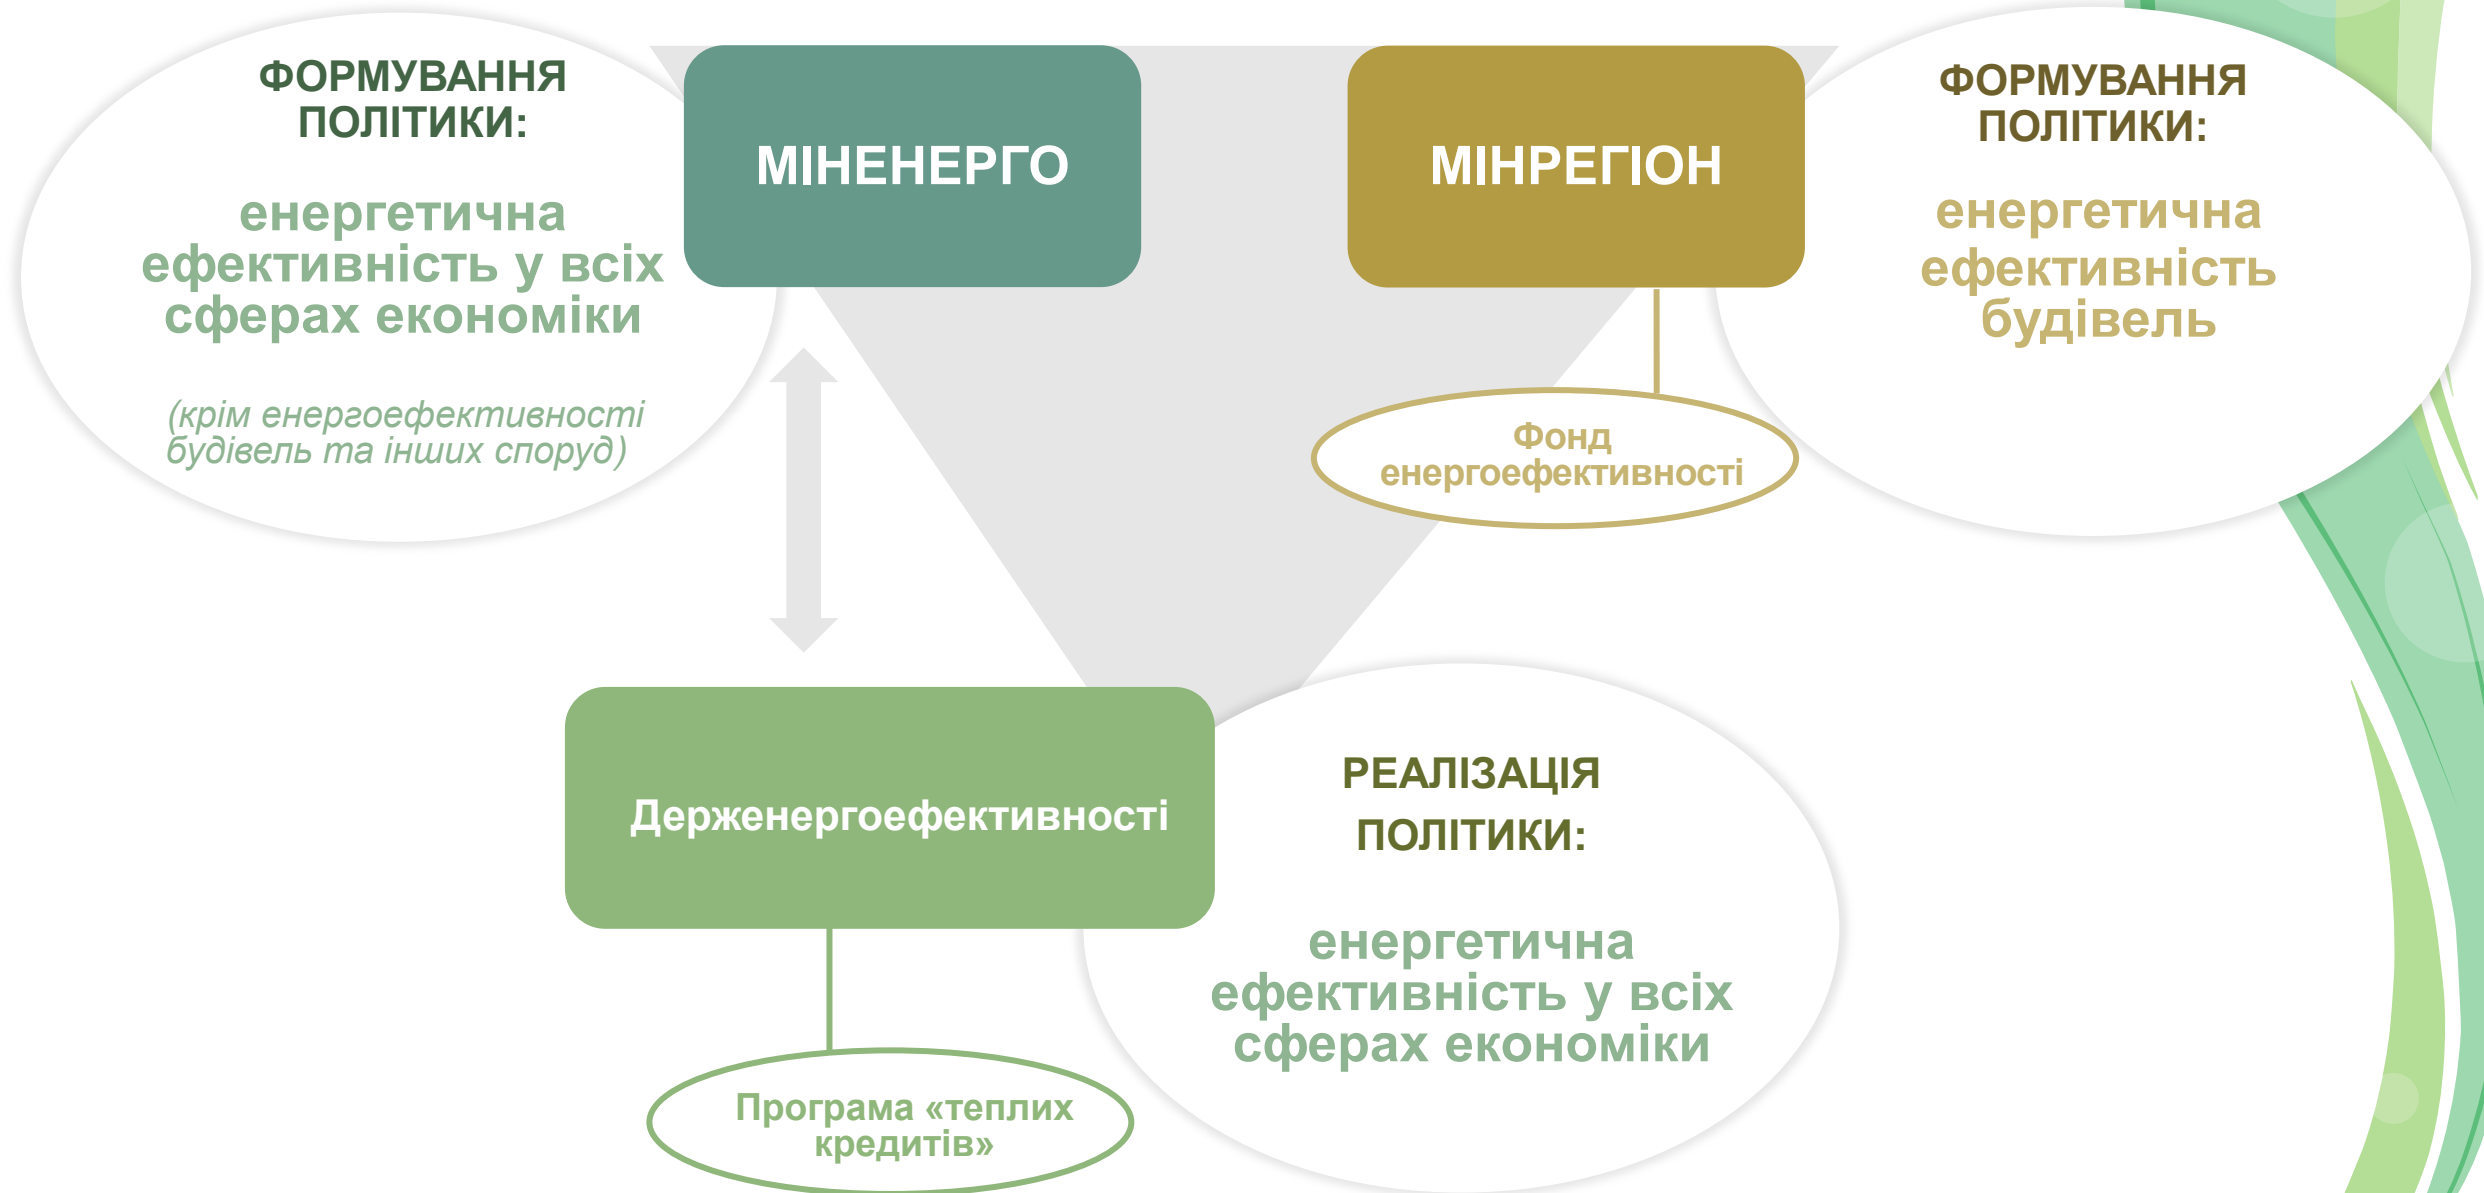 ФОРМУВАННЯ
ПОЛІТИКИ:
енергетична
ефективність у всіх
сферах економіки
(крім енергоефективності
будівель та інших споруд)
МІНЕНЕРГО
МІНРЕГІОН
ФОРМУВАННЯ
ПОЛІТИКИ:
енергетична
ефективність
будівель
Фонд
енергоефективності
Держенергоефективності
РЕАЛІЗАЦІЯ
ПОЛІТИКИ:
енергетична
ефективність у всіх
сферах економіки
Програма «теплих
кредитів»